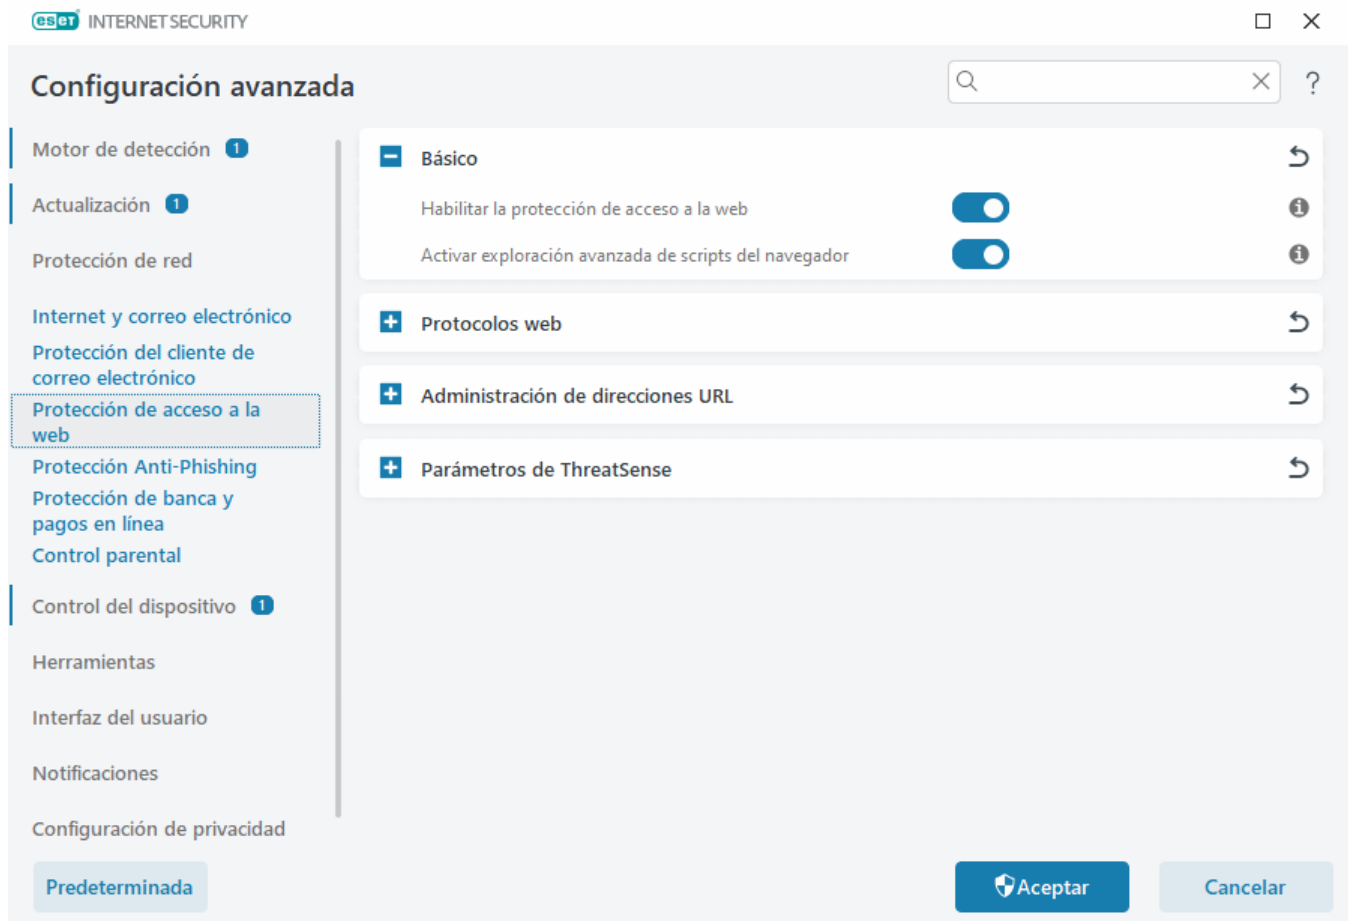 eset INTERNET SECURITY
Configuración avanzada
?
Motor de detección 1
Actualización 1
Protección de red
Internet y correo electrónico
Protección del cliente de
correo electrónico
Protección de acceso a la
web
Protección Anti-Phishing
Protección de banca y
pagos en línea
Control parental
Control del dispositivo 1
Herramientas
Interfaz del usuario
Notificaciones
Configuración de privacidad
Básico
Habilitar la protección de acceso a la web
Activar exploración avanzada de scripts del navegador
Protocolos web
Administración de direcciones URL
Parámetros de ThreatSense
Predeterminada
Aceptar
Cancelar